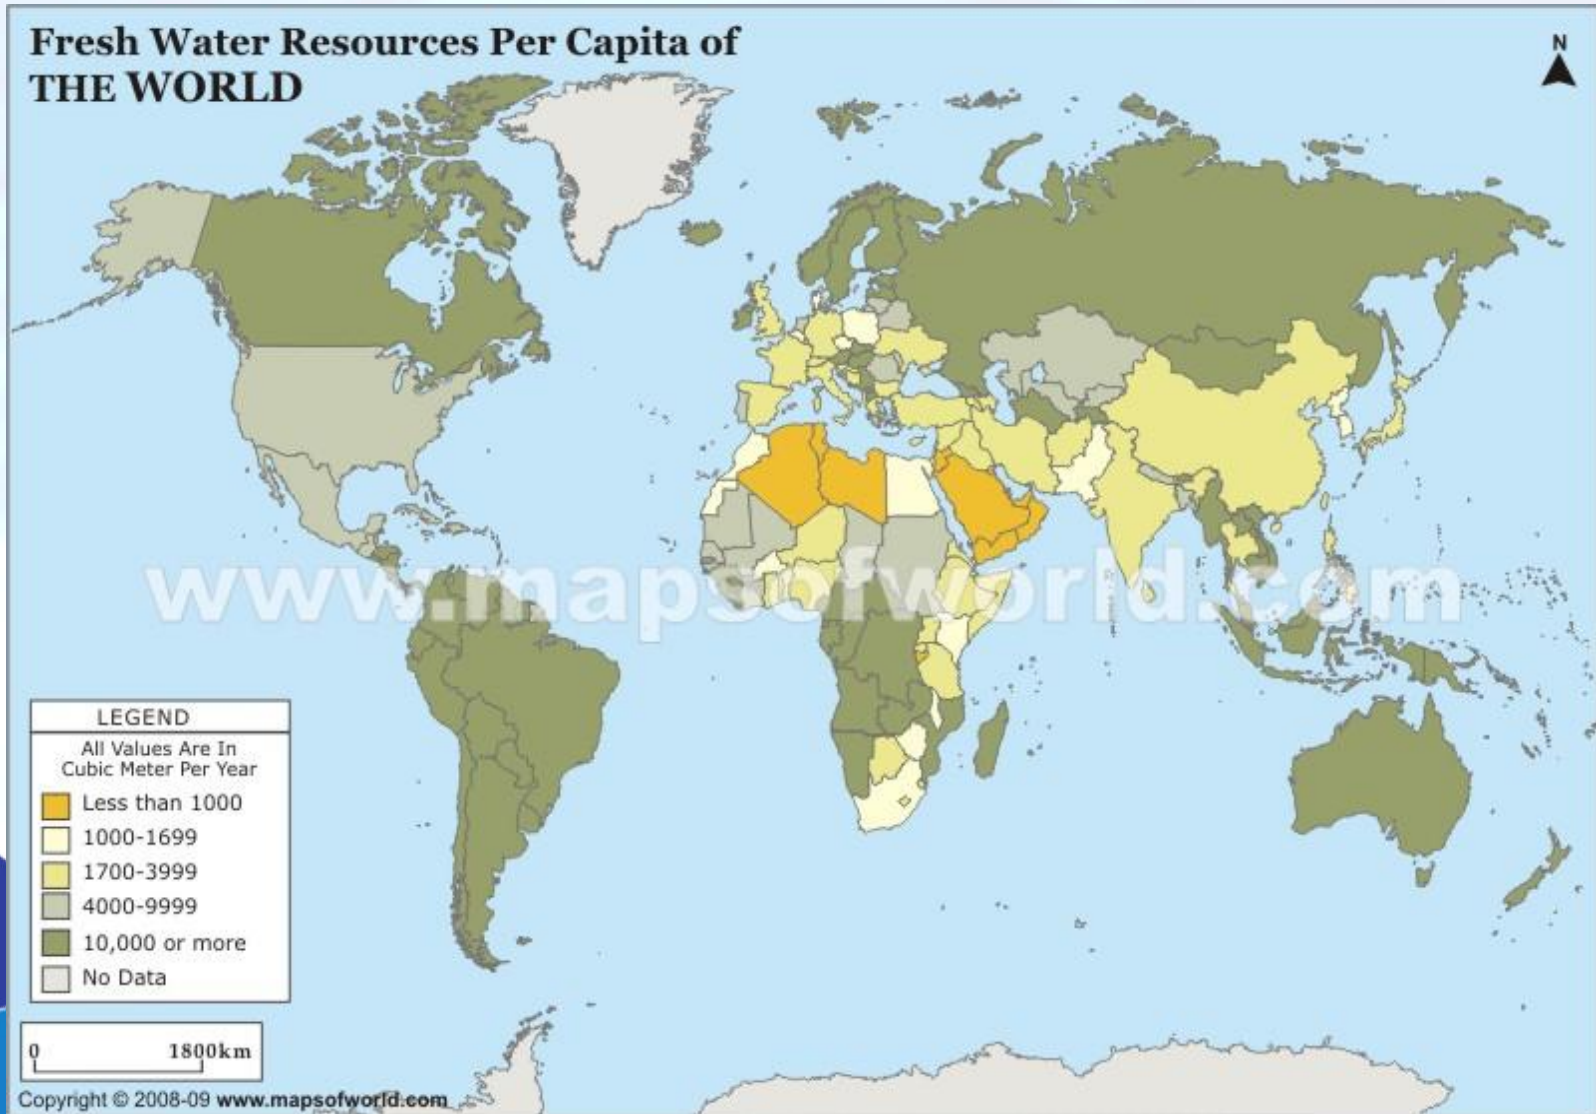 Fresh Water Resources Per Capita of
THE WORLD
N
www.mapsofworld.com
LEGEND
All Values Are In
Cubic Meter Per Year
Less than 1000
1000-1699
1700-3999
4000-9999
10,000 or more
No Data
0 1800km
Copyright © 2008-09 www.mapsofworld.com